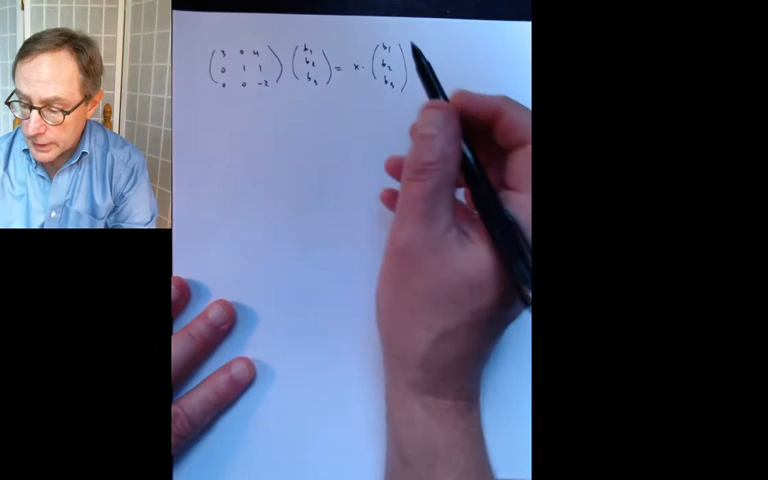 ( 3 0 4 ) ( b₁ ) = x · ( b₁ )
( 0 1 1 ) ( b₂ ) ( b₂ )
( 0 0 -2 ) ( b₃ ) ( b₃ )